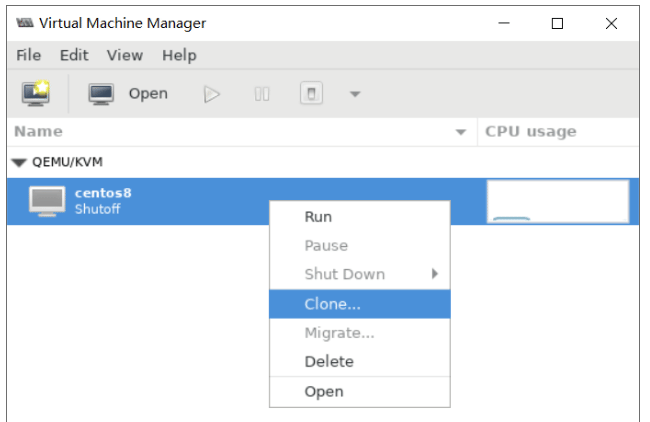 Virtual Machine Manager
File Edit View Help
Open
Name CPU usage
QEMU/KVM
centos8
Shutoff
Run
Pause
Shut Down
Clone...
Migrate...
Delete
Open